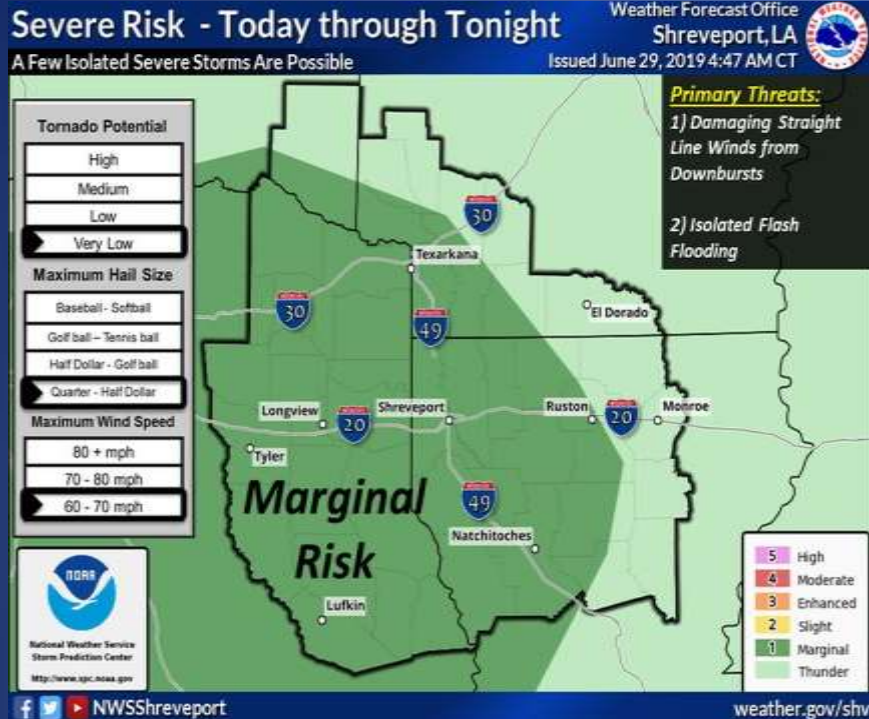 Severe Risk - Today through Tonight
Weather Forecast Office
Shreveport, LA
A Few Isolated Severe Storms Are Possible
Issued June 29, 2019 4:47 AM CT
Primary Threats:
1) Damaging Straight
Line Winds from
Downbursts
2) Isolated Flash
Flooding
Tornado Potential
High
Medium
Low
Very Low
Maximum Hail Size
Baseball - Softball
Golf ball – Tennis ball
Half Dollar - Golf ball
Quarter - Half Dollar
Maximum Wind Speed
80 + mph
70 - 80 mph
60 - 70 mph
30
Texarkana
30
49
El Dorado
Longview
Shreveport
Ruston
Monroe
20
20
Tyler
Marginal
Risk
49
Natchitoches
Lufkin
NOAA
National Weather Service
Storm Prediction Center
http://www.spc.noaa.gov
5 High
4 Moderate
3 Enhanced
2 Slight
1 Marginal
Thunder
NWSShreveport
weather.gov/shv